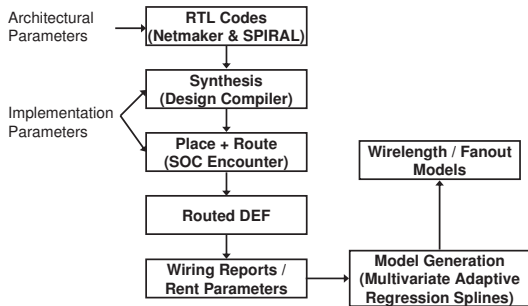 Architectural
Parameters
RTL Codes
(Netmaker & SPIRAL)
Synthesis
(Design Compiler)
Implementation
Parameters
Place + Route
(SOC Encounter)
Wirelength / Fanout
Models
Routed DEF
Wiring Reports /
Rent Parameters
Model Generation
(Multivariate Adaptive
Regression Splines)